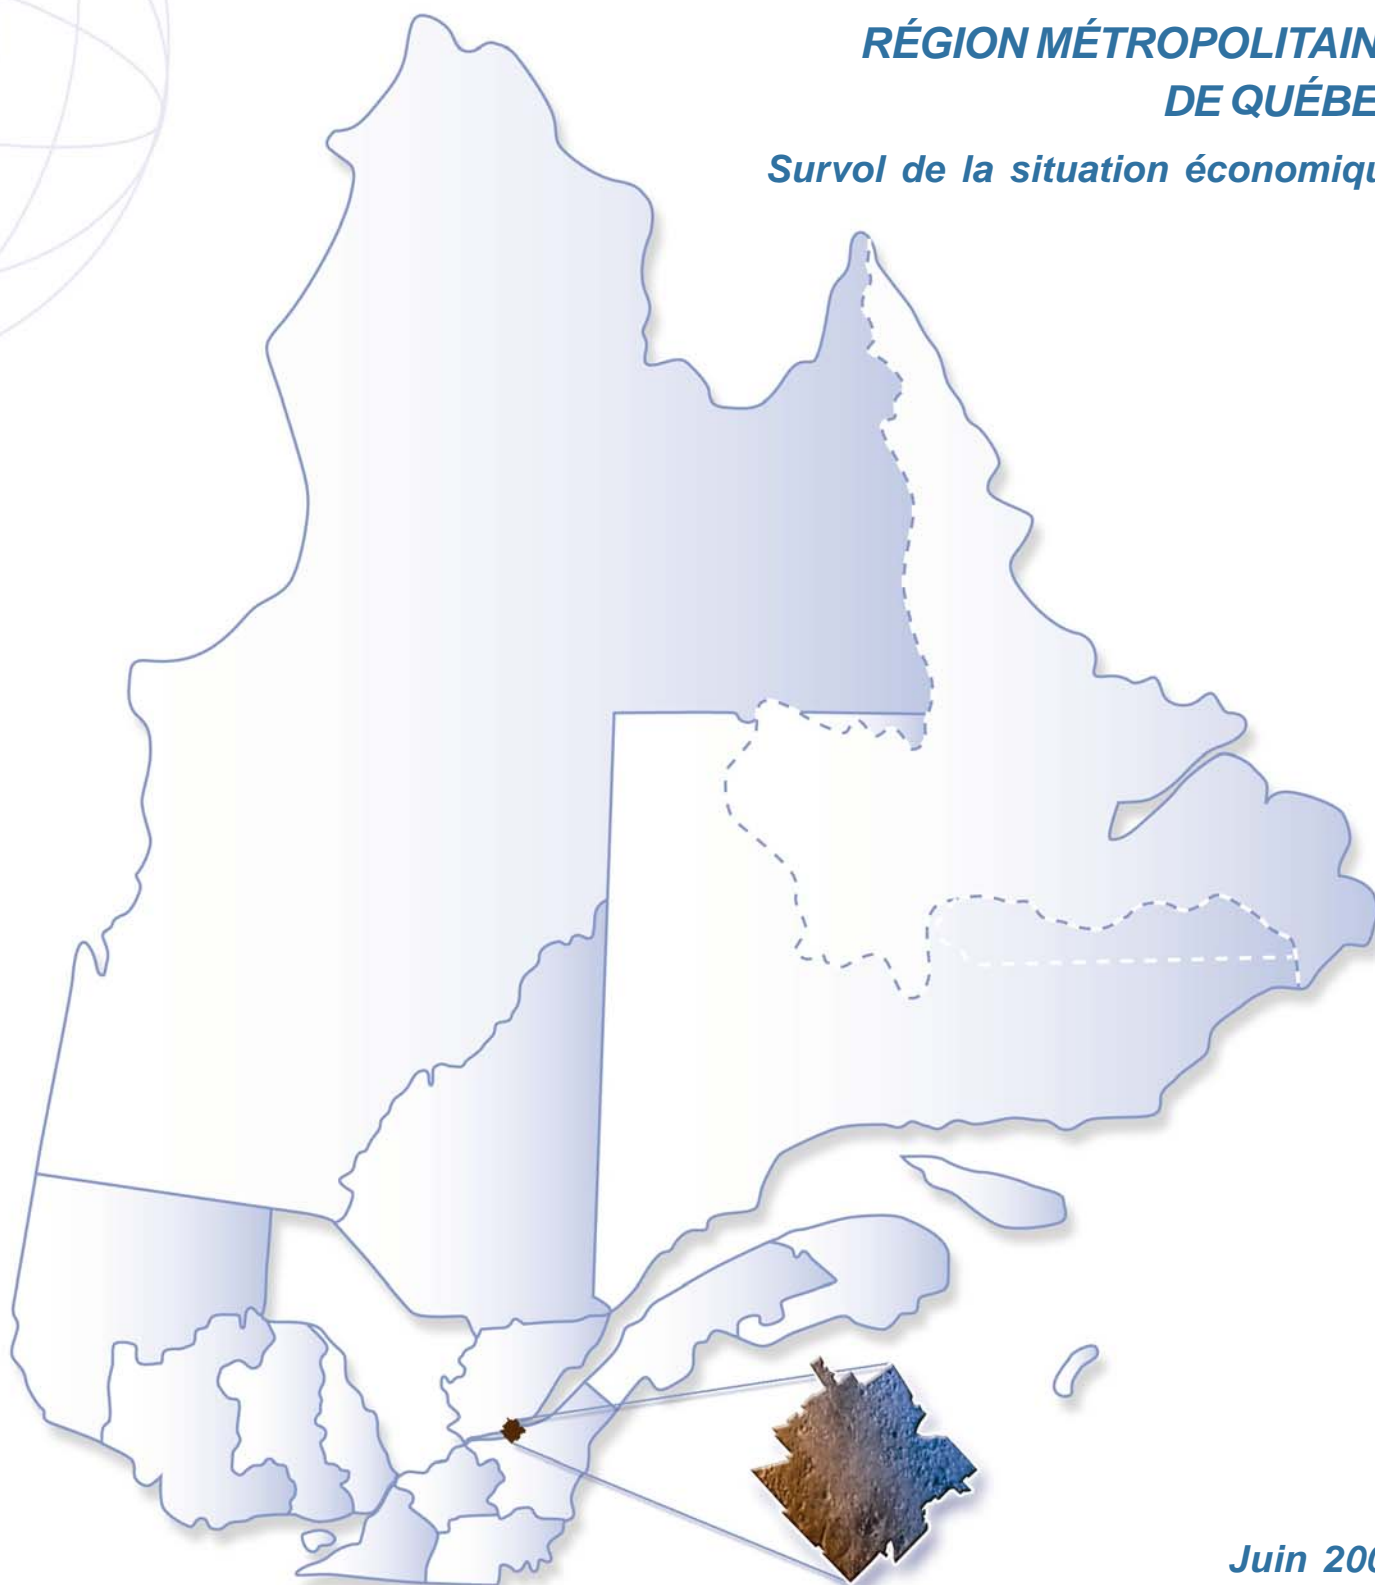 RÉGION MÉTROPOLITAIN
DE QUÉBE
Survol de la situation économiqu
Juin 200